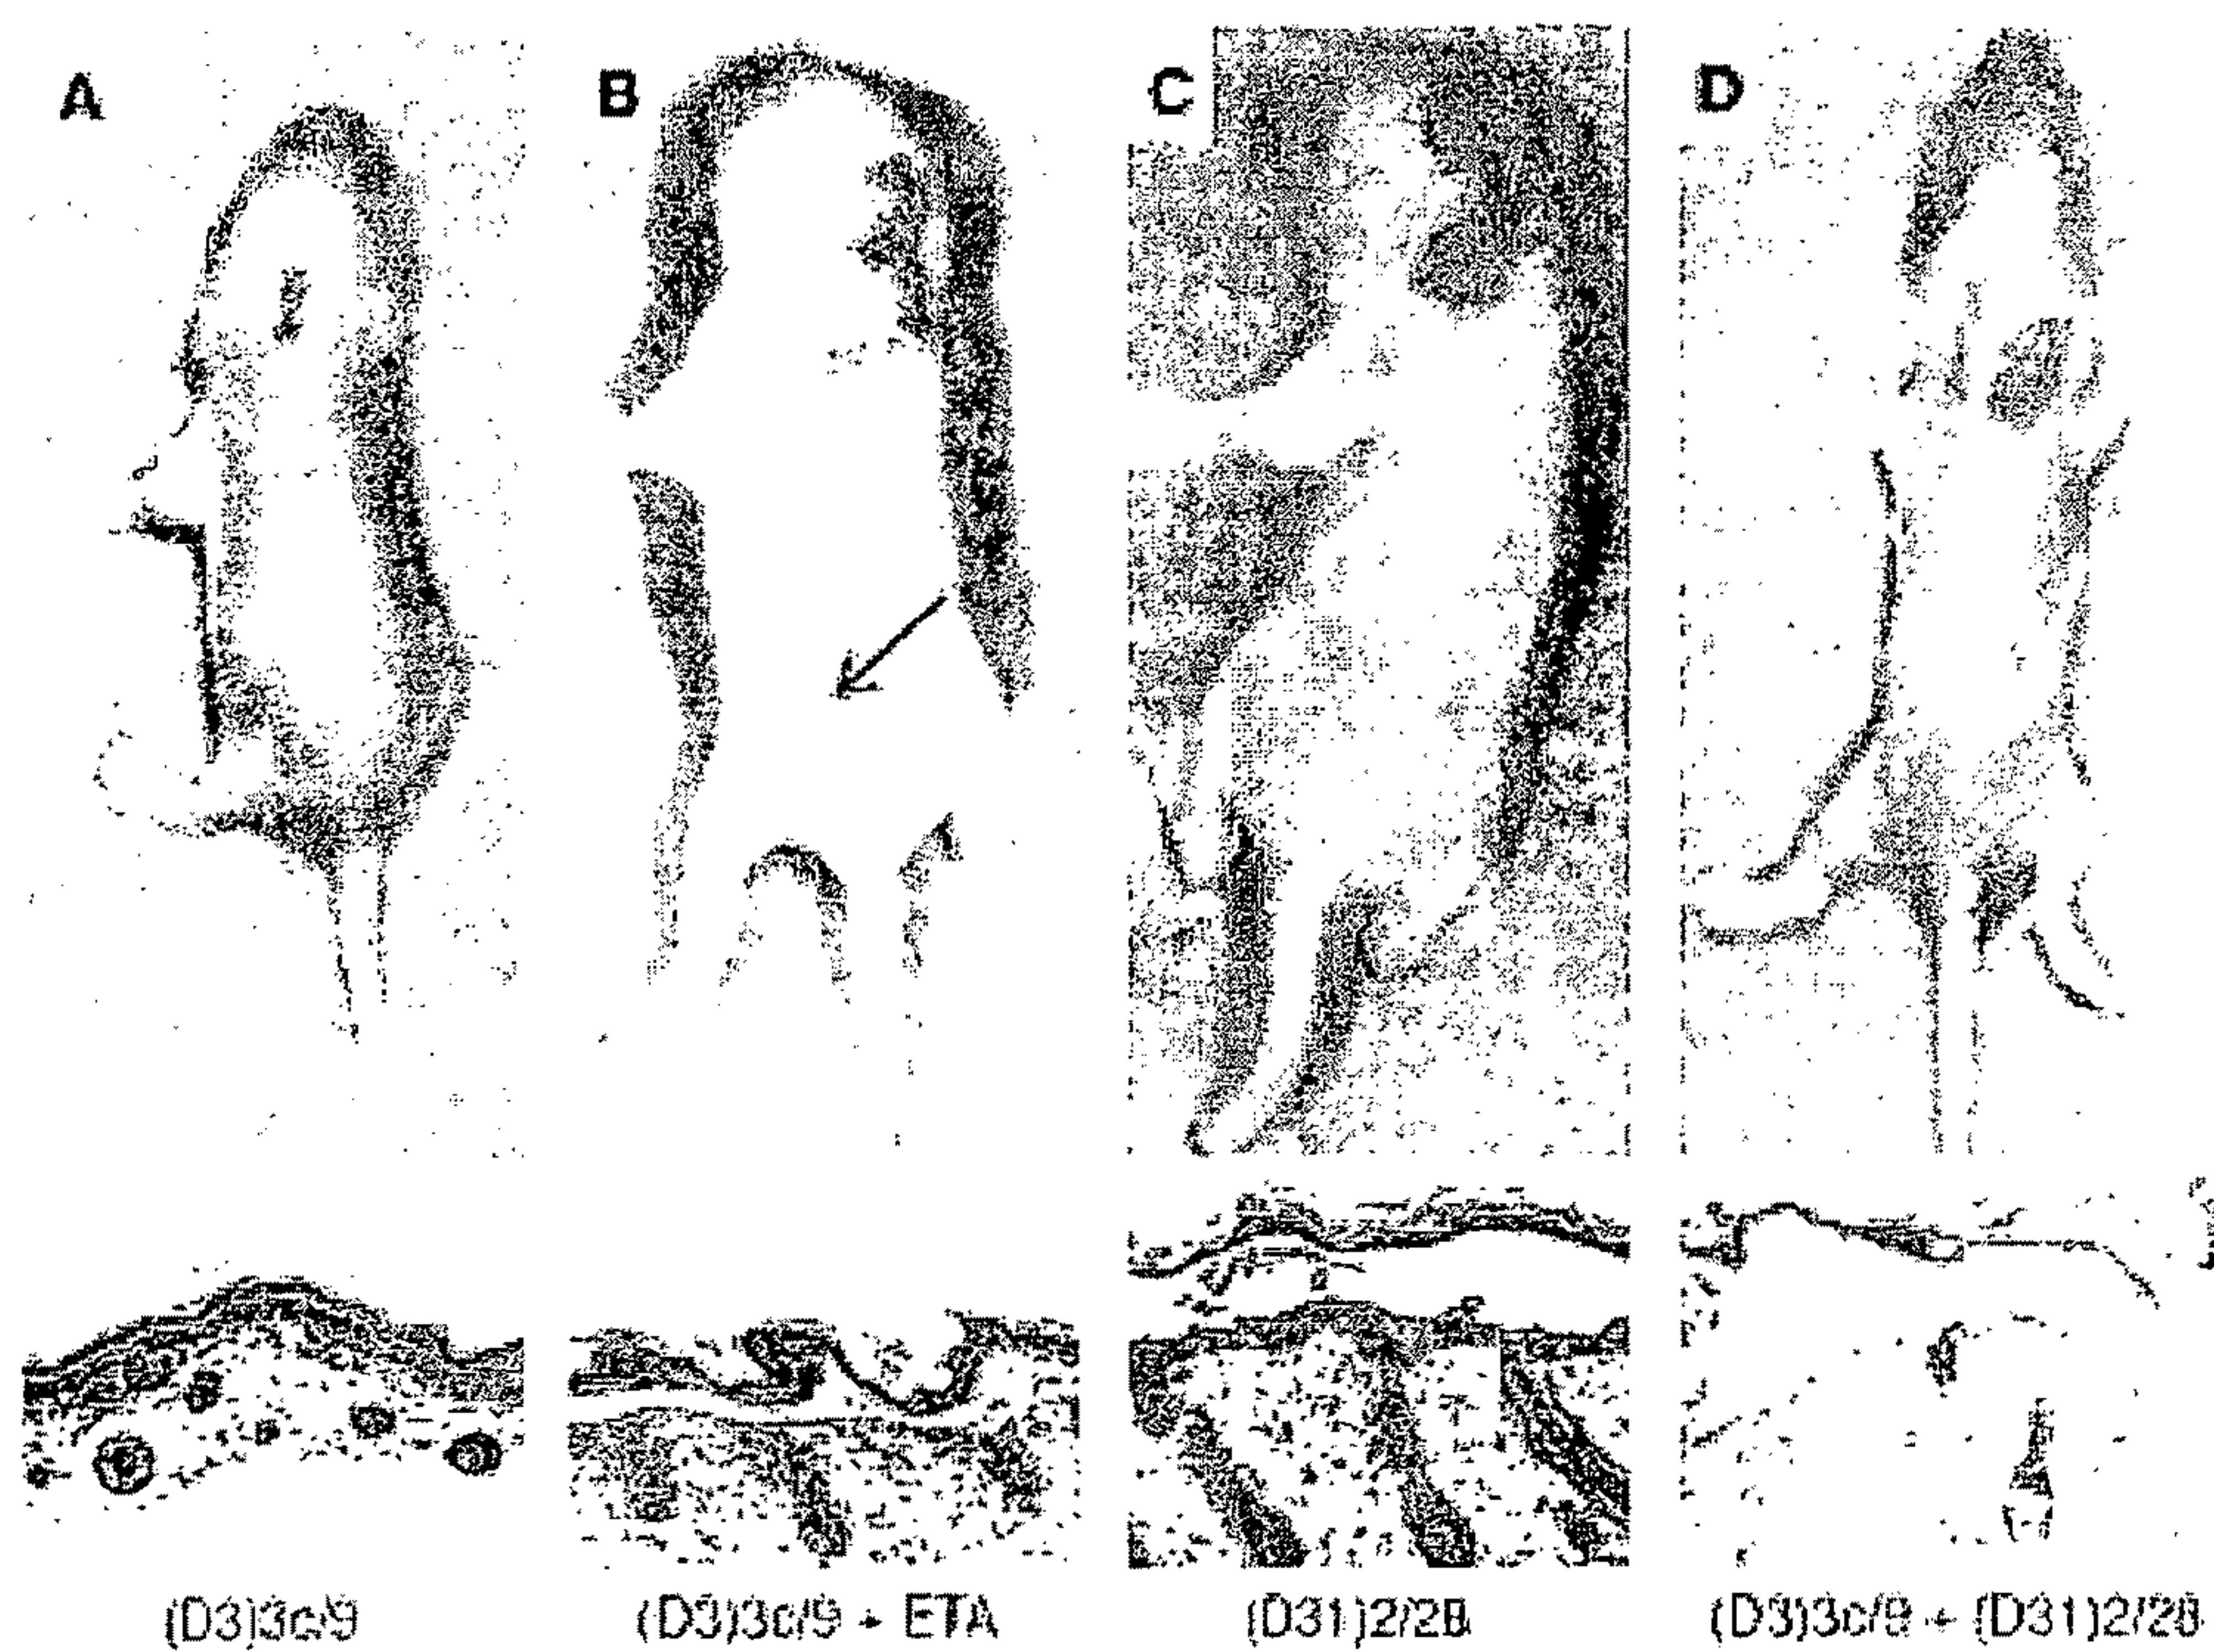 A
B
C
D
(D3)3c/9
(D3)3c/9 + ETA
(D31)2/28
(D3)3c/9 + (D31)2/28